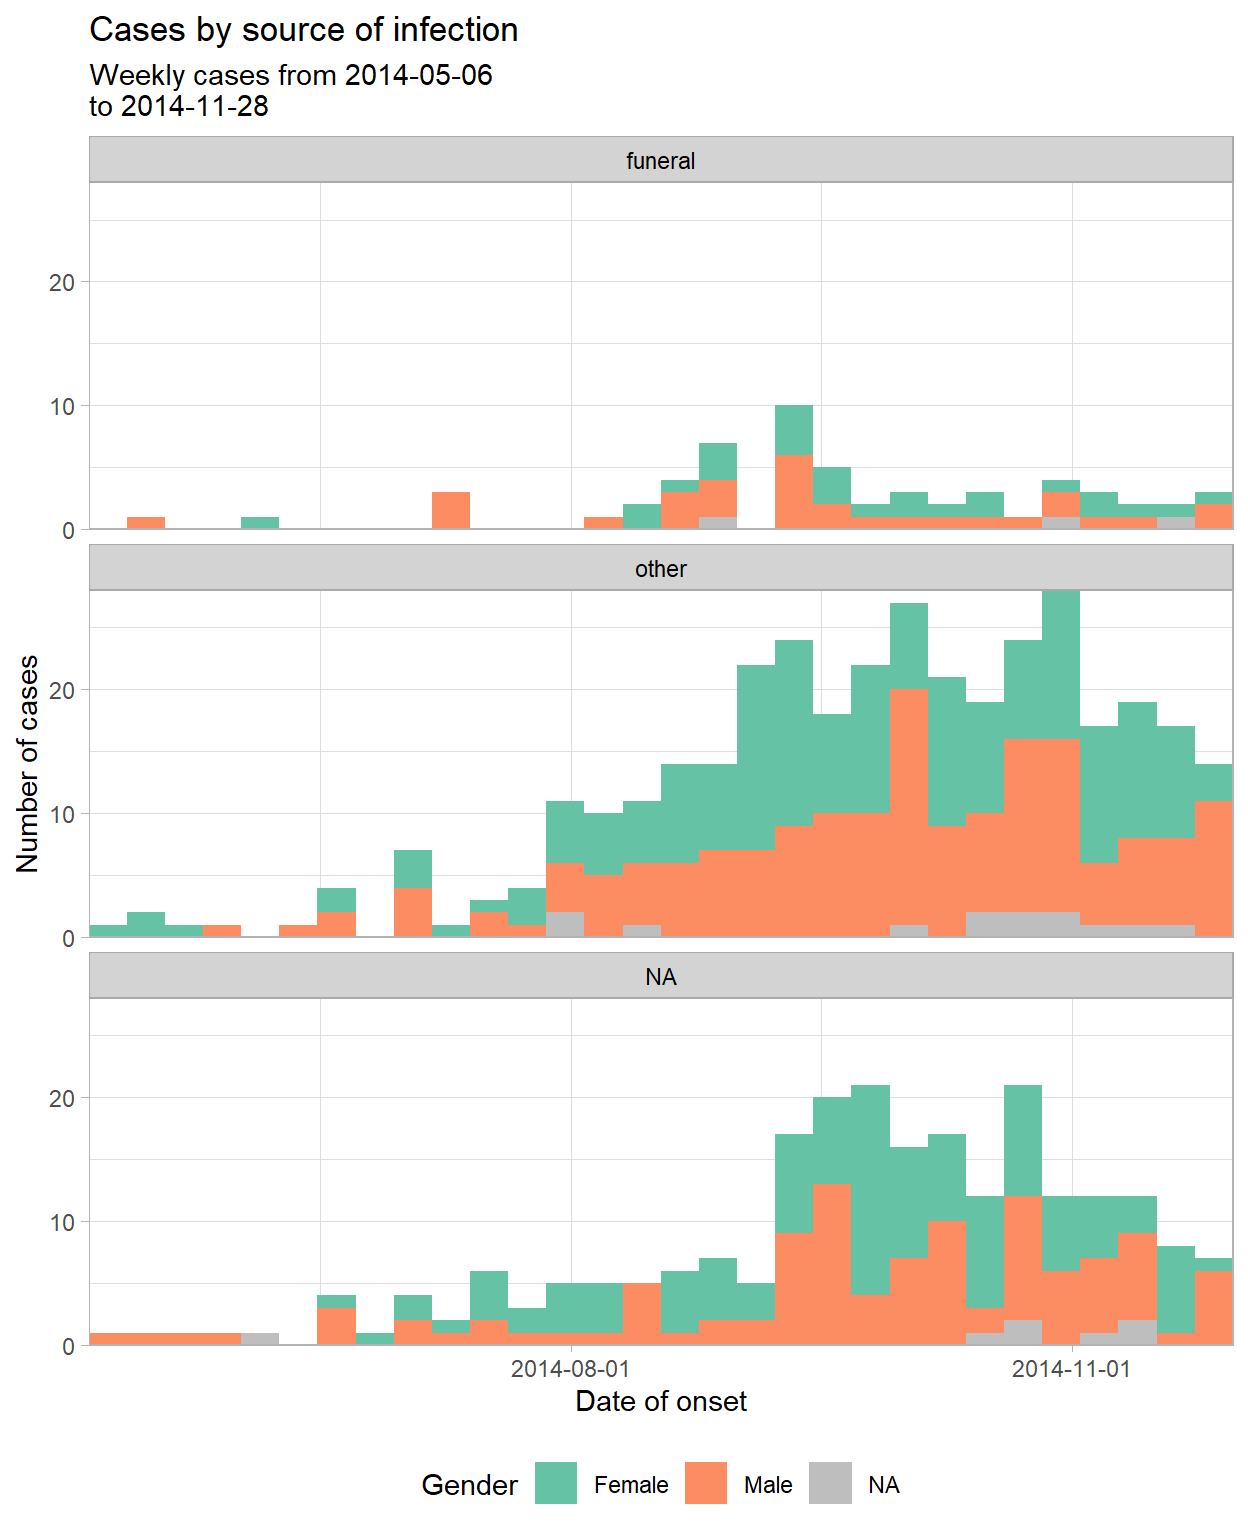 Cases by source of infection
Weekly cases from 2014-05-06
to 2014-11-28
funeral
20
10
0
other
20
10
0
Number of cases
NA
20
10
0
2014-08-01 2014-11-01
Date of onset
Gender Female Male NA